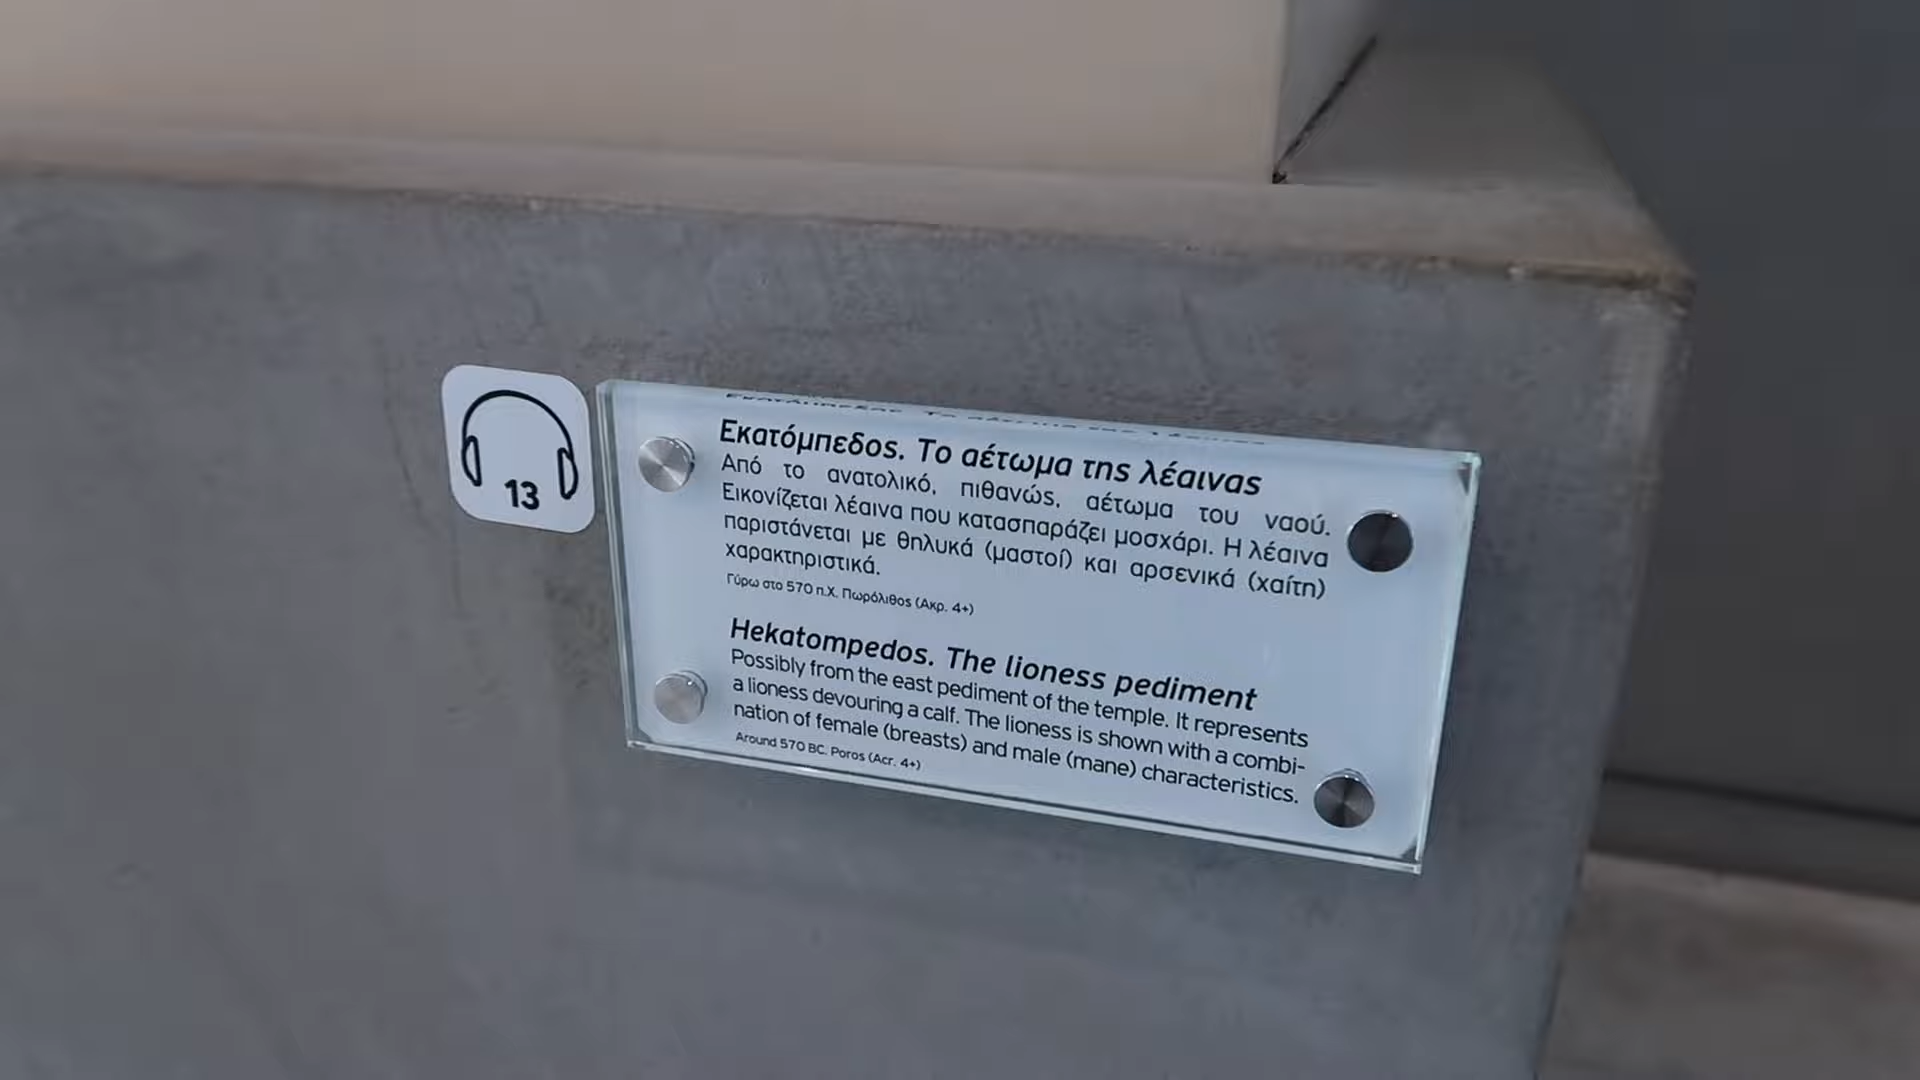 13
Εκατόμπεδος. Το αέτωμα της λέαινας
Από το ανατολικό, πιθανώς, αέτωμα του ναού.
Εικονίζεται λέαινα που κατασπαράζει μοσχάρι. Η λέαινα
παριστάνεται με θηλυκά (μαστοί) και αρσενικά (χαίτη)
χαρακτηριστικά.
Γύρω στο 570 π.Χ. Πωρόλιθος (Ακρ. 4+)
Hekatompedos. The lioness pediment
Possibly from the east pediment of the temple. It represents
a lioness devouring a calf. The lioness is shown with a combi-
nation of female (breasts) and male (mane) characteristics.
Around 570 BC. Poros (Acr. 4+)